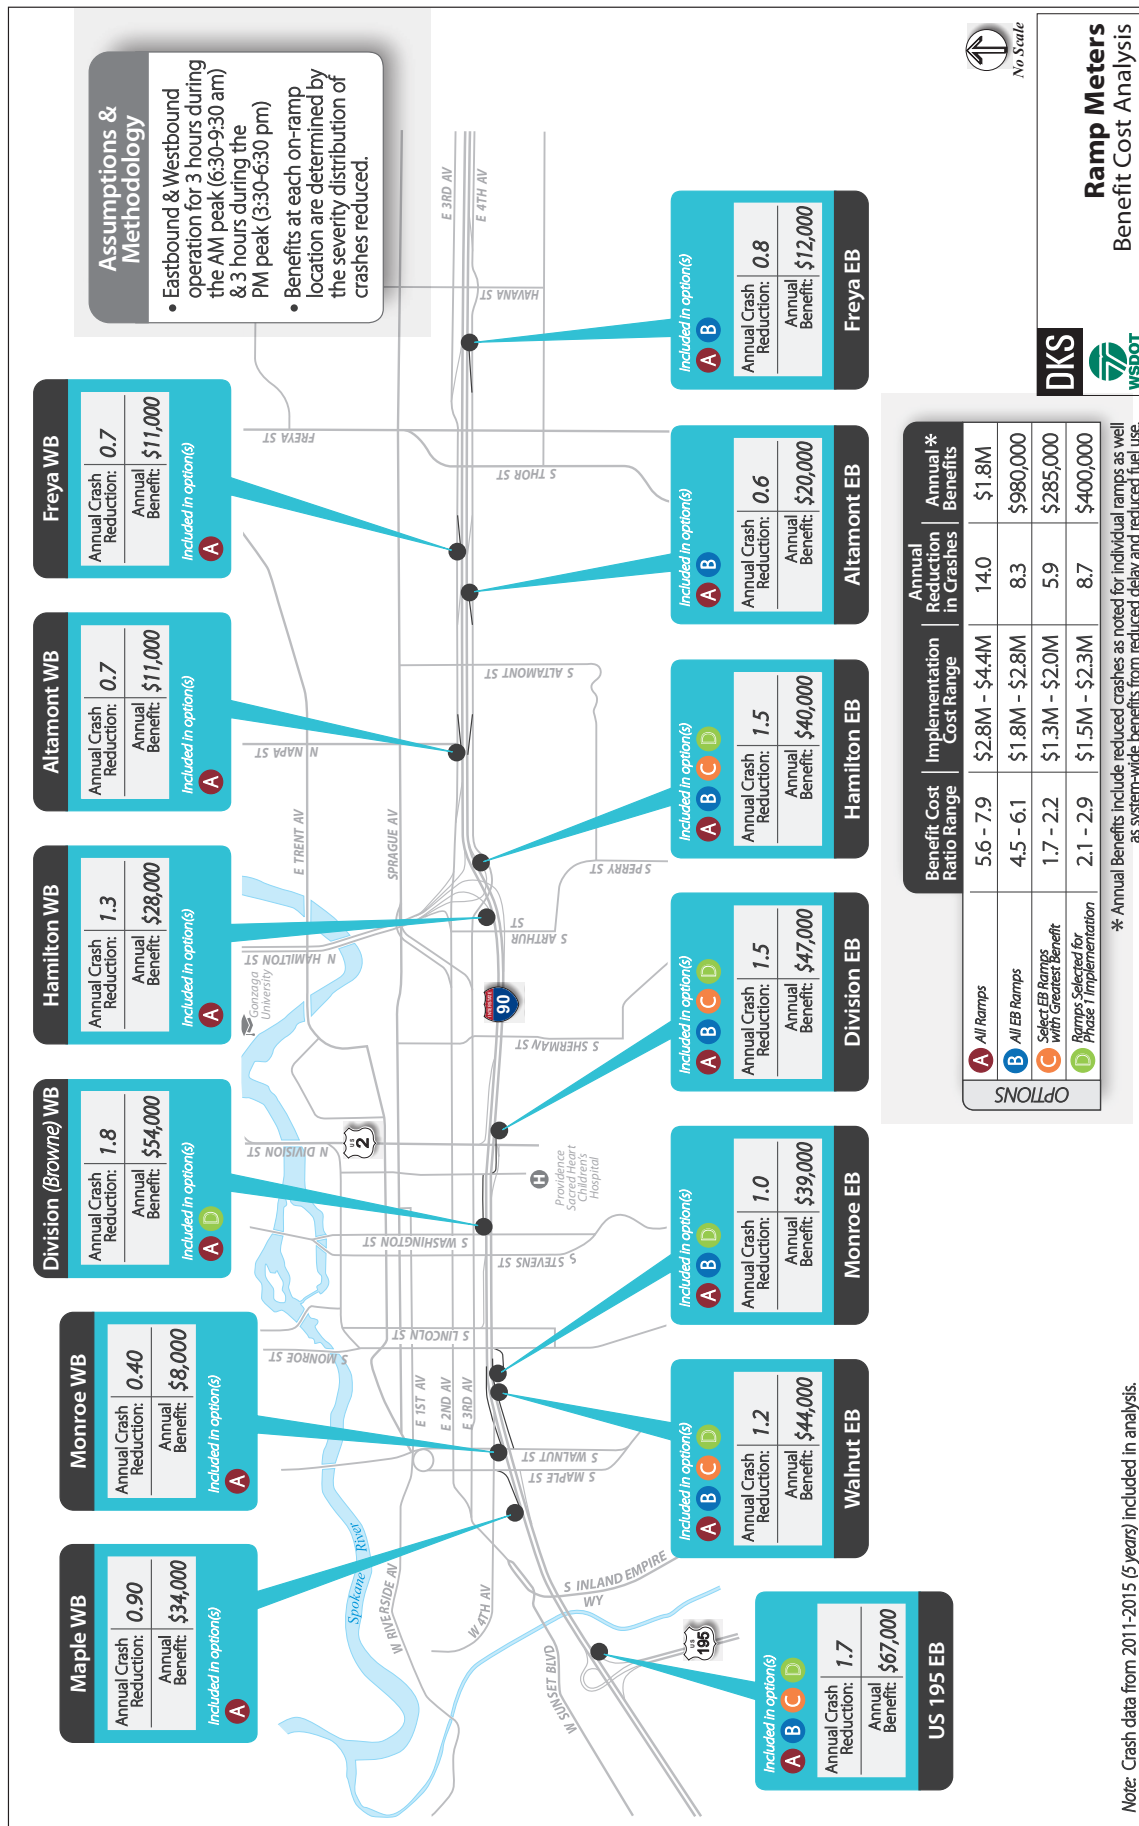 Maple WB
Annual Crash
Reduction:
0.90
Annual
Benefit:
$34,000
Included in option(s)
A
Monroe WB
Annual Crash
Reduction:
0.40
Annual
Benefit:
$8,000
Included in option(s)
A
Division (Browne) WB
Annual Crash
Reduction:
1.8
Annual
Benefit:
$54,000
Included in option(s)
A D
Hamilton WB
Annual Crash
Reduction:
1.3
Annual
Benefit:
$28,000
Included in option(s)
A
Altamont WB
Annual Crash
Reduction:
0.7
Annual
Benefit:
$11,000
Included in option(s)
A
Freya WB
Annual Crash
Reduction:
0.7
Annual
Benefit:
$11,000
Included in option(s)
A
Assumptions &
Methodology
• Eastbound & Westbound
operation for 3 hours during
the AM peak (6:30-9:30 am)
& 3 hours during the
PM peak (3:30-6:30 pm)
• Benefits at each on-ramp
location are determined by
the severity distribution of
crashes reduced.
Spokane River
W RIVERSIDE AV
W 4TH AV
W SUNSET BLVD
S INLAND EMPIRE
WY
US
195
S MAPLE ST
S WALNUT ST
E 1ST AV
E 2ND AV
E 3RD AV
S MONROE ST
S LINCOLN ST
S WASHINGTON ST
S STEVENS ST
N DIVISION ST
US
2
H
Providence
Sacred Heart
Children's
Hospital
S SHERMAN ST
INTERSTATE
90
Gonzaga
University
N HAMILTON ST
S ARTHUR
ST
E TRENT AV
SPRAGUE AV
S PERRY ST
N NAPA ST
S ALTAMONT ST
FREYA ST
S THOR ST
HAVANA ST
E 3RD AV
E 4TH AV
Included in option(s)
A B C D
Annual Crash
Reduction:
1.7
Annual
Benefit:
$67,000
US 195 EB
Included in option(s)
A B C D
Annual Crash
Reduction:
1.2
Annual
Benefit:
$44,000
Walnut EB
Included in option(s)
A B D
Annual Crash
Reduction:
1.0
Annual
Benefit:
$39,000
Monroe EB
Included in option(s)
A B C D
Annual Crash
Reduction:
1.5
Annual
Benefit:
$47,000
Division EB
Included in option(s)
A B C D
Annual Crash
Reduction:
1.5
Annual
Benefit:
$40,000
Hamilton EB
Included in option(s)
A B
Annual Crash
Reduction:
0.6
Annual
Benefit:
$20,000
Altamont EB
Included in option(s)
A B
Annual Crash
Reduction:
0.8
Annual
Benefit:
$12,000
Freya EB
OPTIONS
Benefit Cost
Ratio Range
Implementation
Cost Range
Annual
Reduction
in Crashes
Annual*
Benefits
A All Ramps 5.6 - 7.9 $2.8M - $4.4M 14.0 $1.8M
B All EB Ramps 4.5 - 6.1 $1.8M - $2.8M 8.3 $980,000
C Select EB Ramps
with Greatest Benefit 1.7 - 2.2 $1.3M - $2.0M 5.9 $285,000
D Ramps Selected for
Phase 1 Implementation 2.1 - 2.9 $1.5M - $2.3M 8.7 $400,000
* Annual Benefits include reduced crashes as noted for individual ramps as well
as system-wide benefits from reduced delay and reduced fuel use.
Note: Crash data from 2011-2015 (5 years) included in analysis.
No Scale
DKS
WSDOT
Ramp Meters
Benefit Cost Analysis